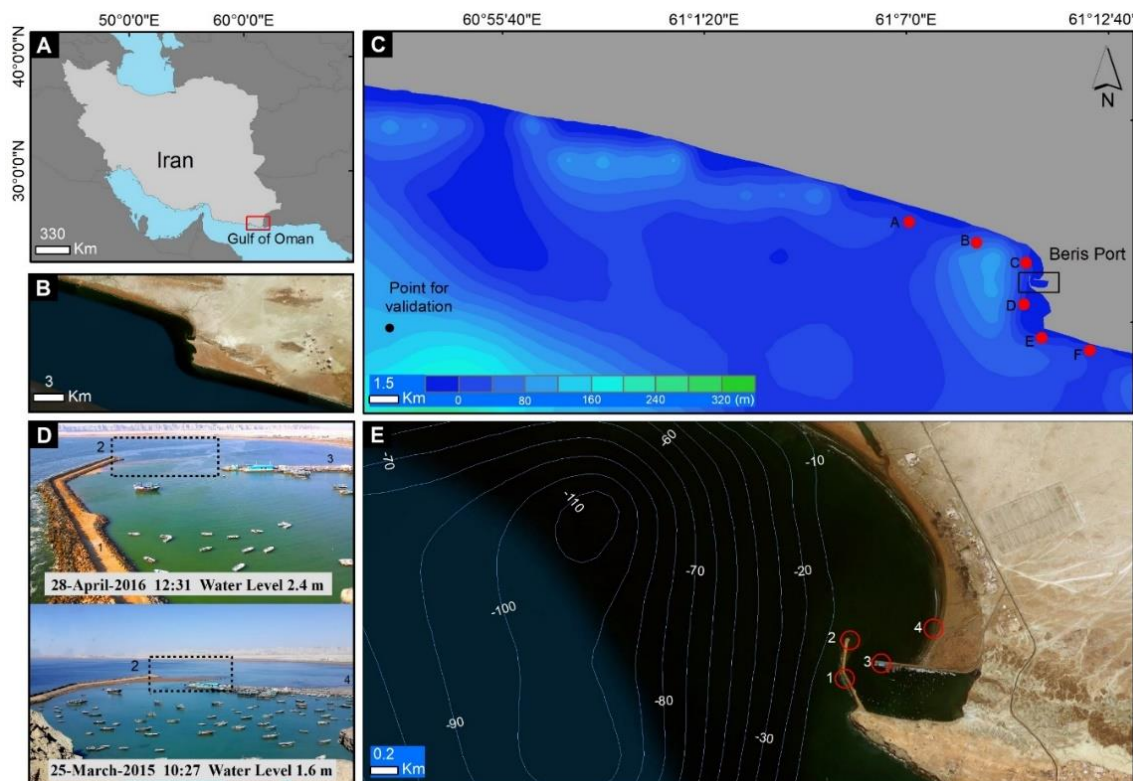 50°0'0"E 60°0'0"E
40°0'0"N
30°0'0"N
A
Iran
330
Km
Gulf of Oman
B
3
Km
60°55'40"E 61°1'20"E 61°7'0"E 61°12'40"E
C
N
A
B
C
Beris Port
D
E
F
Point for
validation
1.5
Km
0 80 160 240 320 (m)
D
2
3
28-April-2016 12:31 Water Level 2.4 m
2
4
25-March-2015 10:27 Water Level 1.6 m
E
-70
-60
-10
-110
-70
-20
-100
2
4
3
1
-80
-90
-30
0.2
Km